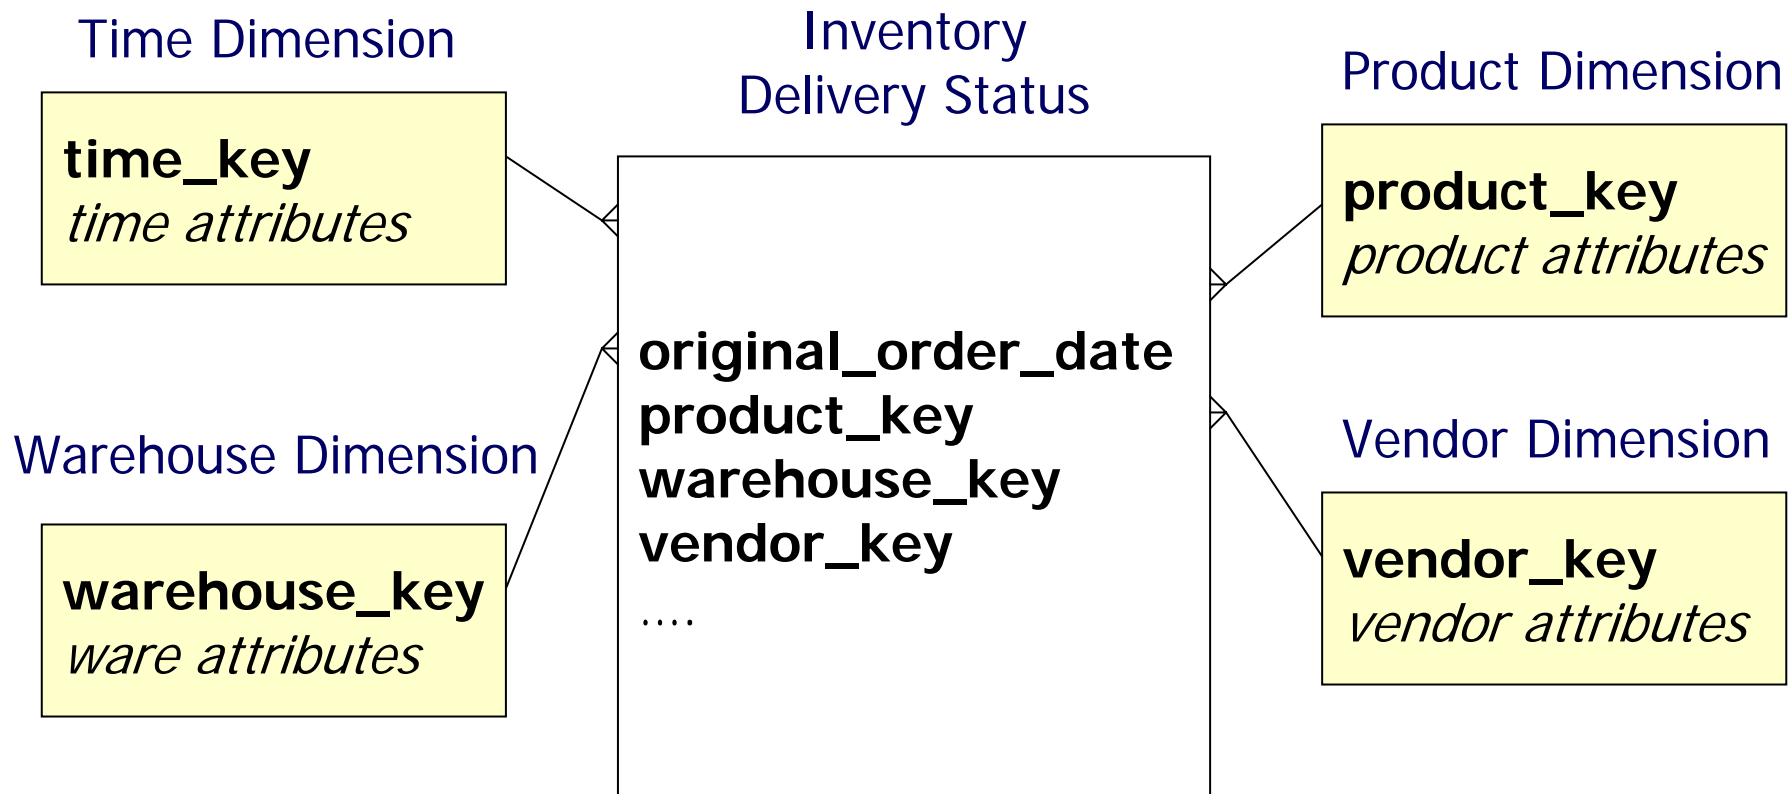 Time Dimension
time_key
time attributes
Warehouse Dimension
warehouse_key
ware attributes
Inventory
Delivery Status
original_order_date
product_key
warehouse_key
vendor_key
....
Product Dimension
product_key
product attributes
Vendor Dimension
vendor_key
vendor attributes